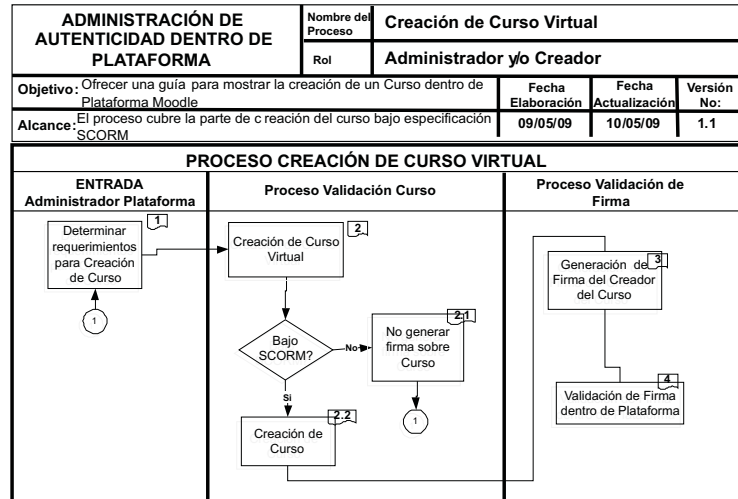 ADMINISTRACIÓN DE
AUTENTICIDAD DENTRO DE
PLATAFORMA
Nombre del
Proceso
Creación de Curso Virtual
Rol
Administrador y/o Creador
Objetivo: Ofrecer una guía para mostrar la creación de un Curso dentro de
Plataforma Moodle
Fecha
Elaboración
Fecha
Actualización
Versión
No:
Alcance: El proceso cubre la parte de c reación del curso bajo especificación
SCORM
09/05/09
10/05/09
1.1
PROCESO CREACIÓN DE CURSO VIRTUAL
ENTRADA
Administrador Plataforma
Proceso Validación Curso
Proceso Validación de
Firma
1
Determinar
requerimientos
para Creación
de Curso
1
2
Creación de Curso
Virtual
Bajo
SCORM?
No
2.1
No generar
firma sobre
Curso
1
Si
2.2
Creación de
Curso
3
Generación de
Firma del Creador
del Curso
4
Validación de Firma
dentro de Plataforma